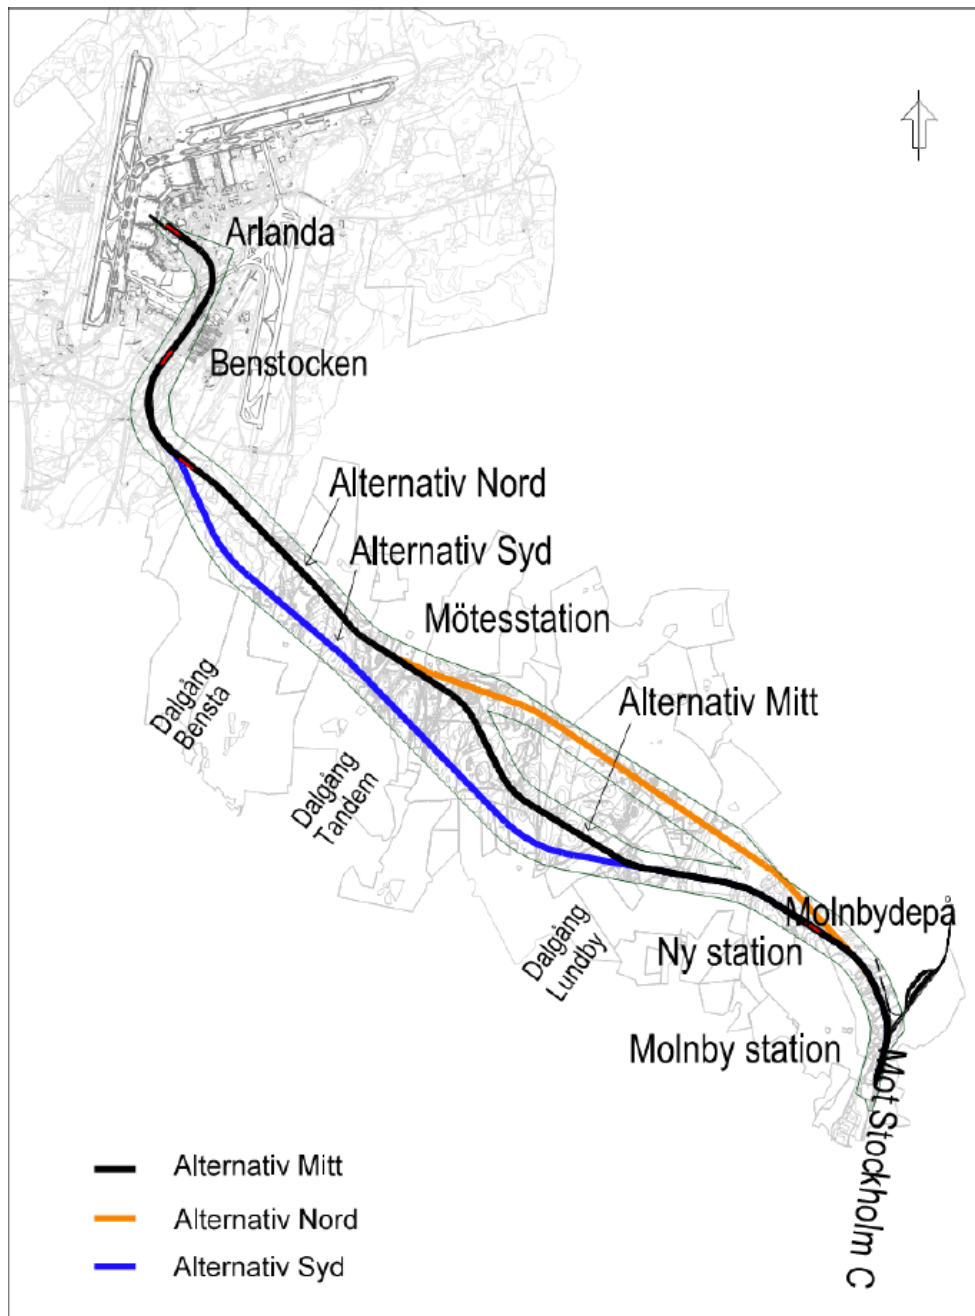 Arlanda
Benstocken
Alternativ Nord
Alternativ Syd
Mötesstation
Dalgång
Bensta
Alternativ Mitt
Dalgång
Tandem
Molnbydepå
Dalgång
Lundby
Ny station
Molnby station
Mot Stockholm C
Alternativ Mitt
Alternativ Nord
Alternativ Syd